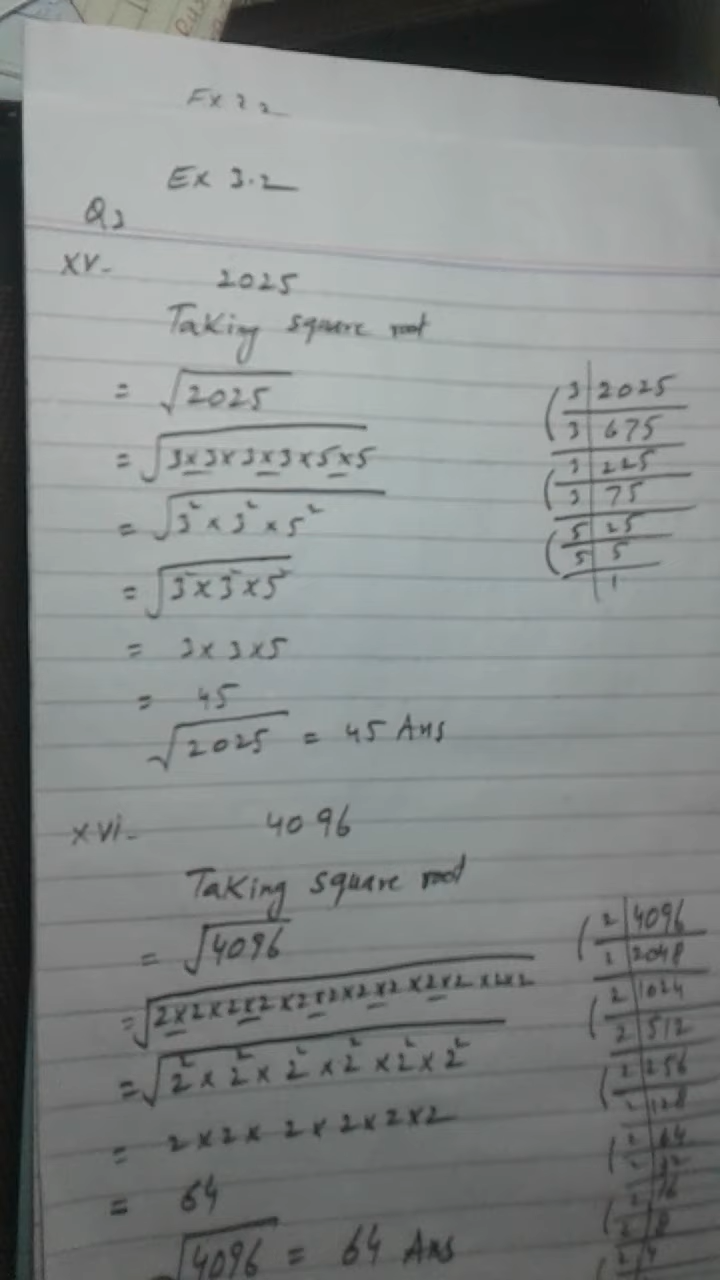 Ex 3.2
Ex 3.2
Q3
xv- 2025
Taking square root
= √2025
= √3×3×3×3×5×5
= √3² × 3² × 5²
= √3²×3²×5²
= 3×3×5
= 45
√2025 = 45 Ans
3 | 2025
3 | 675
3 | 225
3 | 75
5 | 25
5 | 5
1
xvi- 4096
Taking square root
= √4096
= √2×2×2×2×2×2×2×2×2×2×2×2
= √2² × 2² × 2² × 2² × 2² × 2²
= 2×2× 2× 2×2×2
= 64
√4096 = 64 Ans
2 | 4096
2 | 2048
2 | 1024
2 | 512
2 | 256
2 | 128
2 | 64
2 | 32
2 | 16
2 | 8
2 | 4